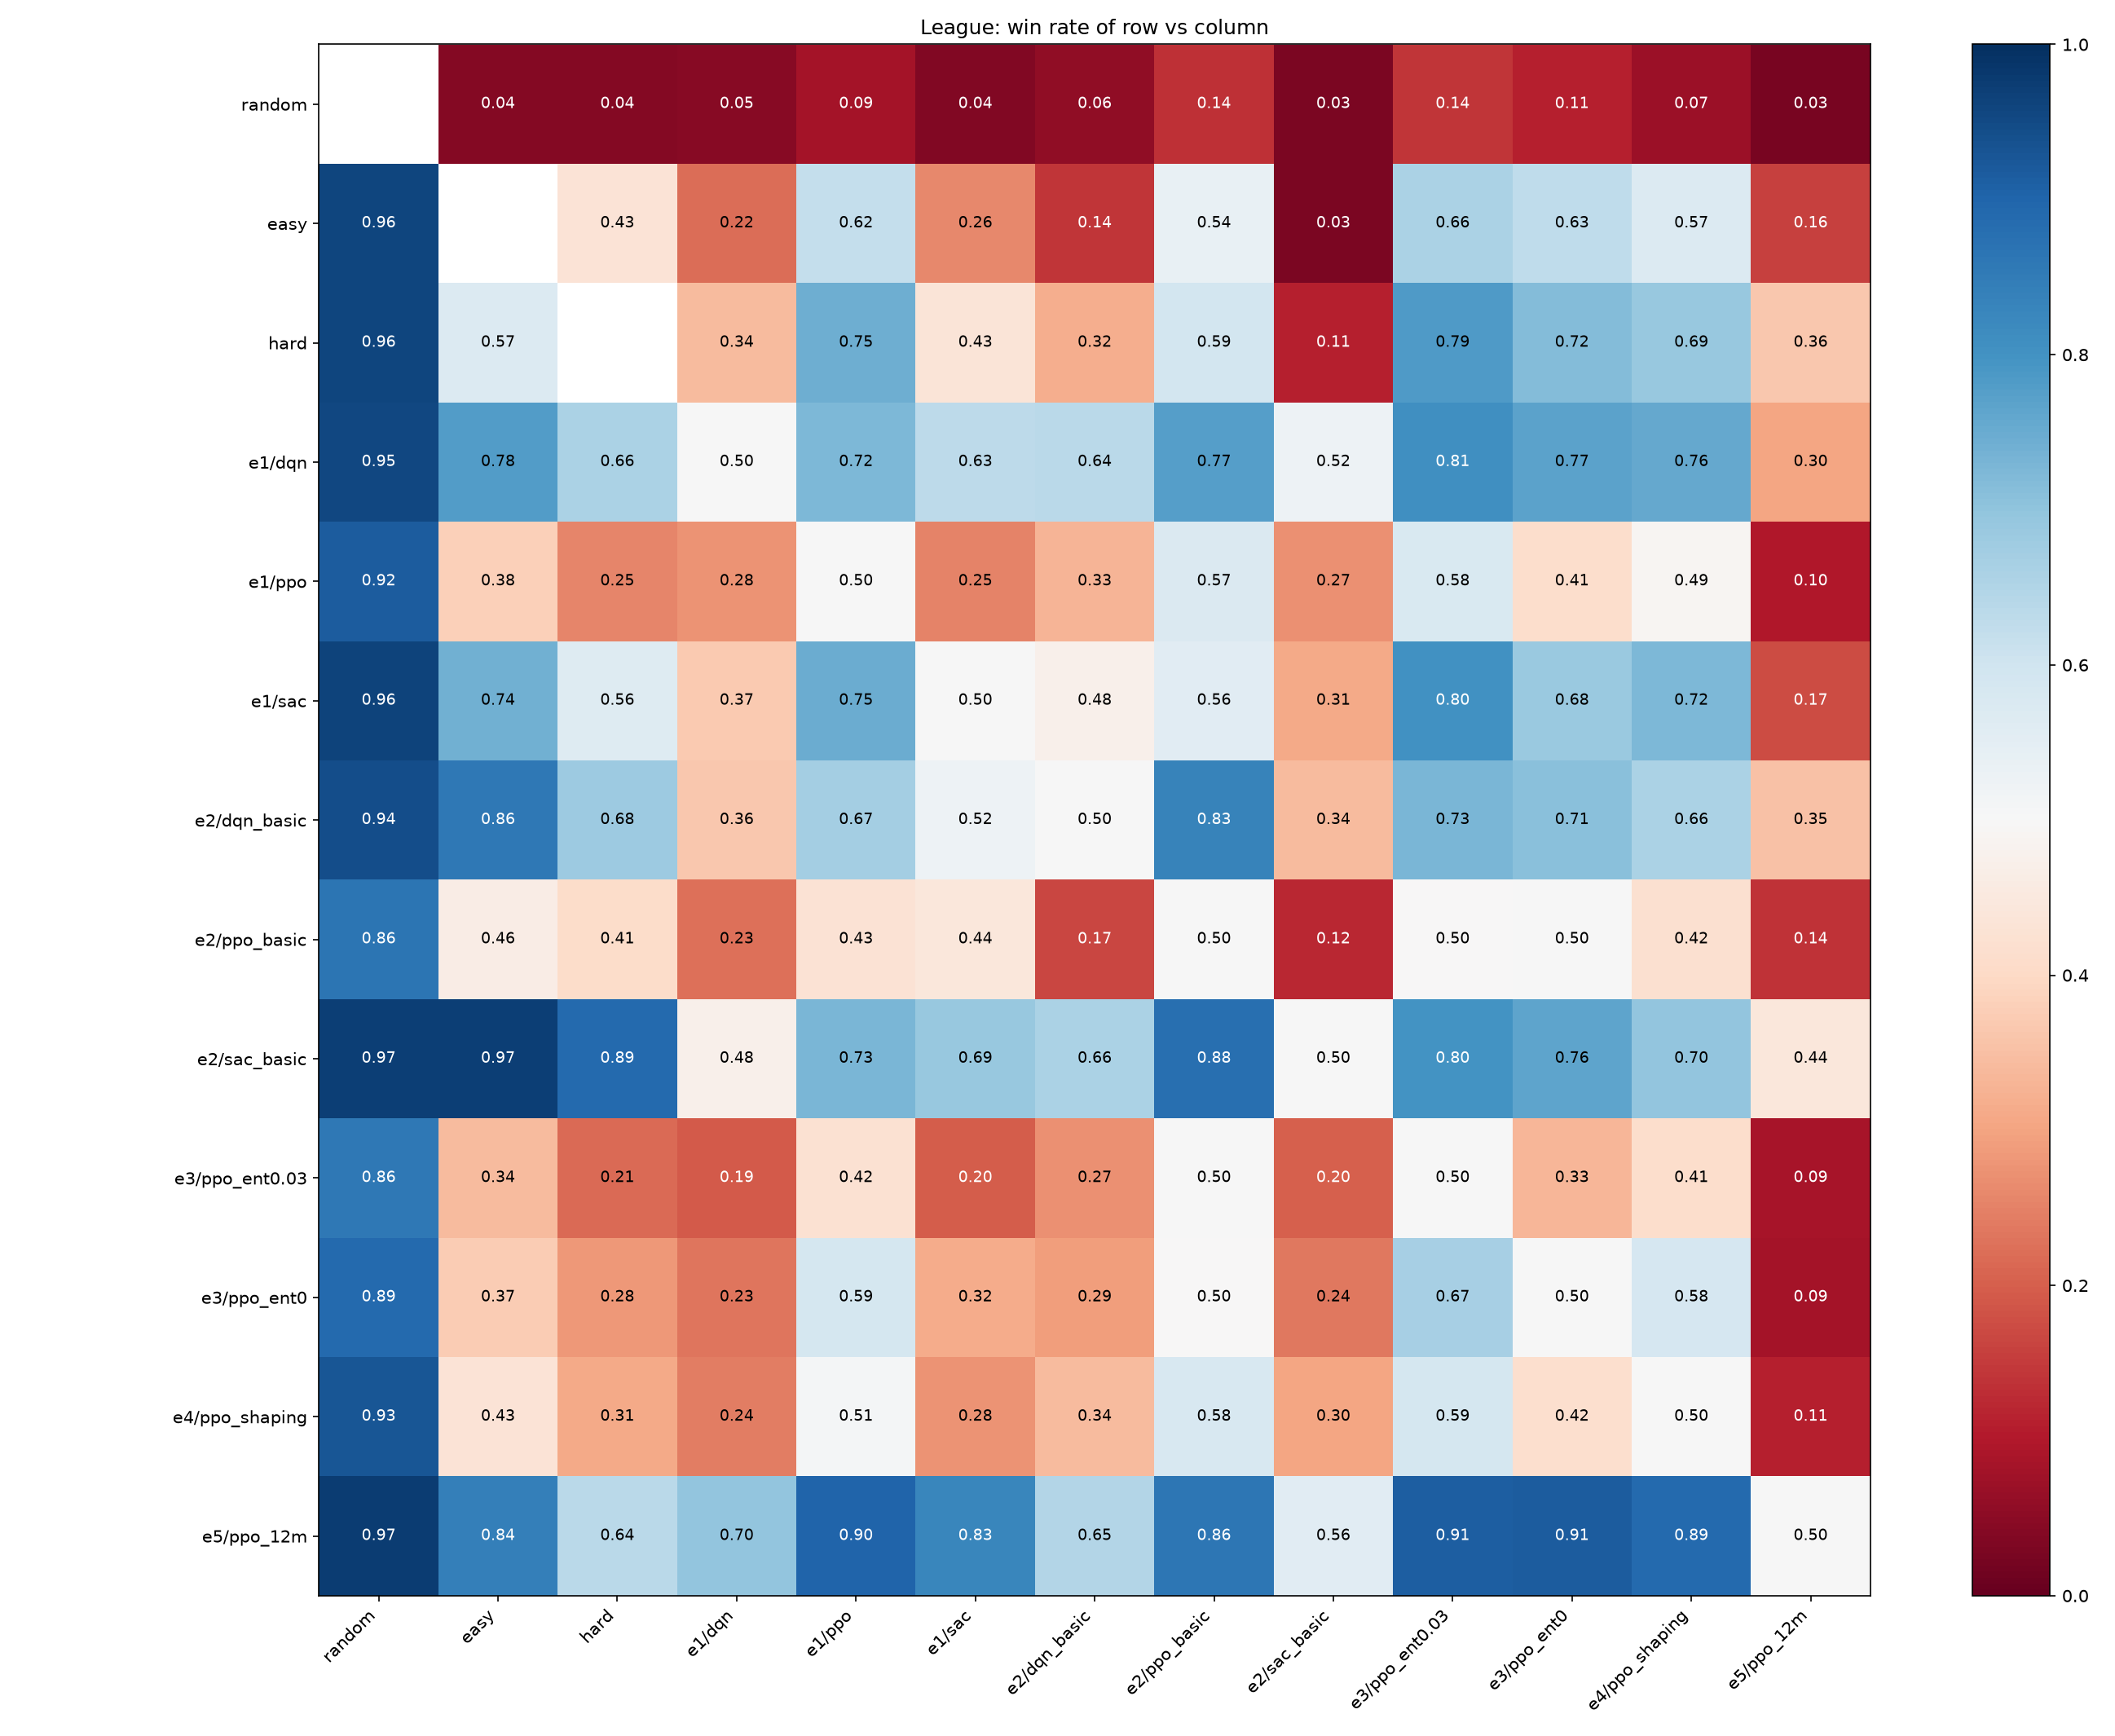 League: win rate of row vs column
random 0.04 0.04 0.05 0.09 0.04 0.06 0.14 0.03 0.14 0.11 0.07 0.03
easy 0.96 0.43 0.22 0.62 0.26 0.14 0.54 0.03 0.66 0.63 0.57 0.16
hard 0.96 0.57 0.34 0.75 0.43 0.32 0.59 0.11 0.79 0.72 0.69 0.36
e1/dqn 0.95 0.78 0.66 0.50 0.72 0.63 0.64 0.77 0.52 0.81 0.77 0.76 0.30
e1/ppo 0.92 0.38 0.25 0.28 0.50 0.25 0.33 0.57 0.27 0.58 0.41 0.49 0.10
e1/sac 0.96 0.74 0.56 0.37 0.75 0.50 0.48 0.56 0.31 0.80 0.68 0.72 0.17
e2/dqn_basic 0.94 0.86 0.68 0.36 0.67 0.52 0.50 0.83 0.34 0.73 0.71 0.66 0.35
e2/ppo_basic 0.86 0.46 0.41 0.23 0.43 0.44 0.17 0.50 0.12 0.50 0.50 0.42 0.14
e2/sac_basic 0.97 0.97 0.89 0.48 0.73 0.69 0.66 0.88 0.50 0.80 0.76 0.70 0.44
e3/ppo_ent0.03 0.86 0.34 0.21 0.19 0.42 0.20 0.27 0.50 0.20 0.50 0.33 0.41 0.09
e3/ppo_ent0 0.89 0.37 0.28 0.23 0.59 0.32 0.29 0.50 0.24 0.67 0.50 0.58 0.09
e4/ppo_shaping 0.93 0.43 0.31 0.24 0.51 0.28 0.34 0.58 0.30 0.59 0.42 0.50 0.11
e5/ppo_12m 0.97 0.84 0.64 0.70 0.90 0.83 0.65 0.86 0.56 0.91 0.91 0.89 0.50
random easy hard e1/dqn e1/ppo e1/sac e2/dqn_basic e2/ppo_basic e2/sac_basic e3/ppo_ent0.03 e3/ppo_ent0 e4/ppo_shaping e5/ppo_12m
1.0
0.8
0.6
0.4
0.2
0.0